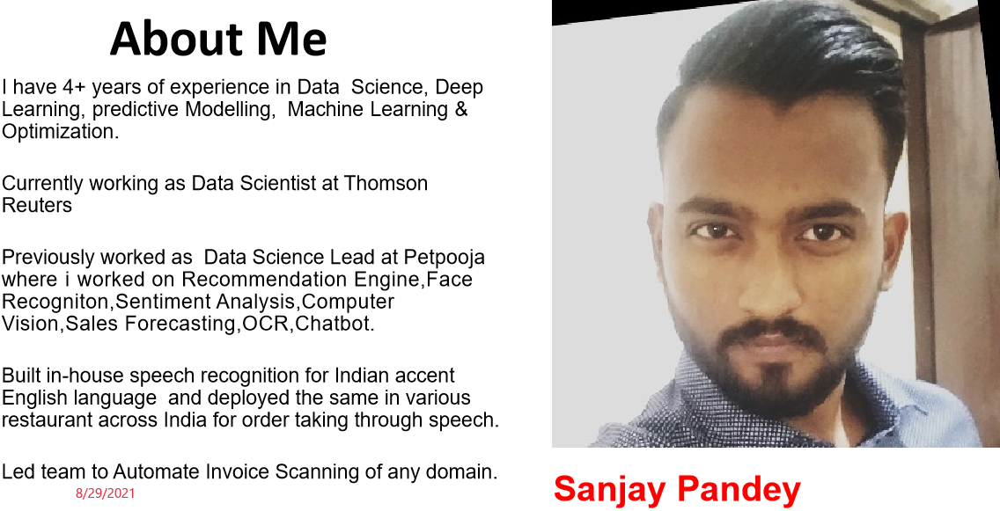 About Me
I have 4+ years of experience in Data  Science, Deep
Learning, predictive Modelling,  Machine Learning &
Optimization.
Currently working as Data Scientist at Thomson
Reuters
Previously worked as  Data Science Lead at Petpooja
where i worked on Recommendation Engine,Face
Recogniton,Sentiment Analysis,Computer
Vision,Sales Forecasting,OCR,Chatbot.
Built in-house speech recognition for Indian accent
English language  and deployed the same in various
restaurant across India for order taking through speech.
Led team to Automate Invoice Scanning of any domain.
8/29/2021
Sanjay Pandey